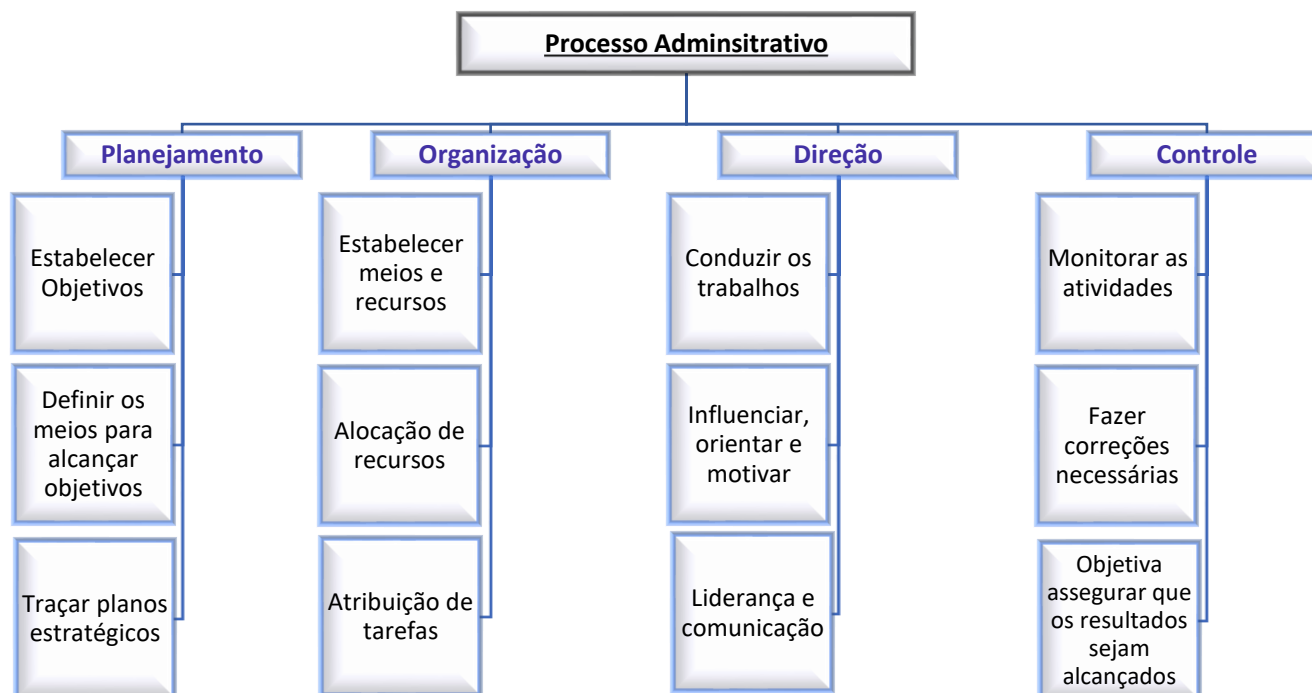 Processo Adminsitrativo
Planejamento
Estabelecer
Objetivos
Definir os
meios para
alcançar
objetivos
Traçar planos
estratégicos
Organização
Estabelecer
meios e
recursos
Alocação de
recursos
Atribuição de
tarefas
Direção
Conduzir os
trabalhos
Influenciar,
orientar e
motivar
Liderança e
comunicação
Controle
Monitorar as
atividades
Fazer
correções
necessárias
Objetiva
assegurar que
os resultados
sejam
alcançados